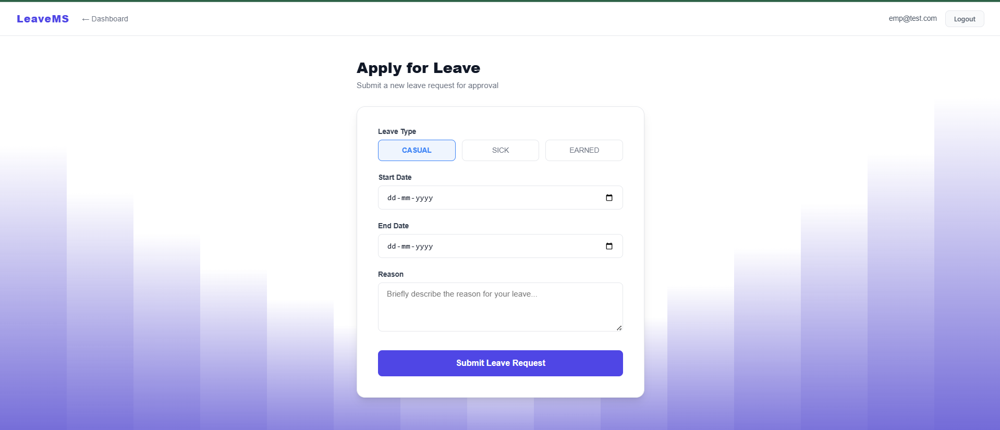 LeaveMS ← Dashboard emp@test.com Logout
Apply for Leave
Submit a new leave request for approval
Leave Type
CASUAL SICK EARNED
Start Date
dd-mm-yyyy
End Date
dd-mm-yyyy
Reason
Briefly describe the reason for your leave...
Submit Leave Request